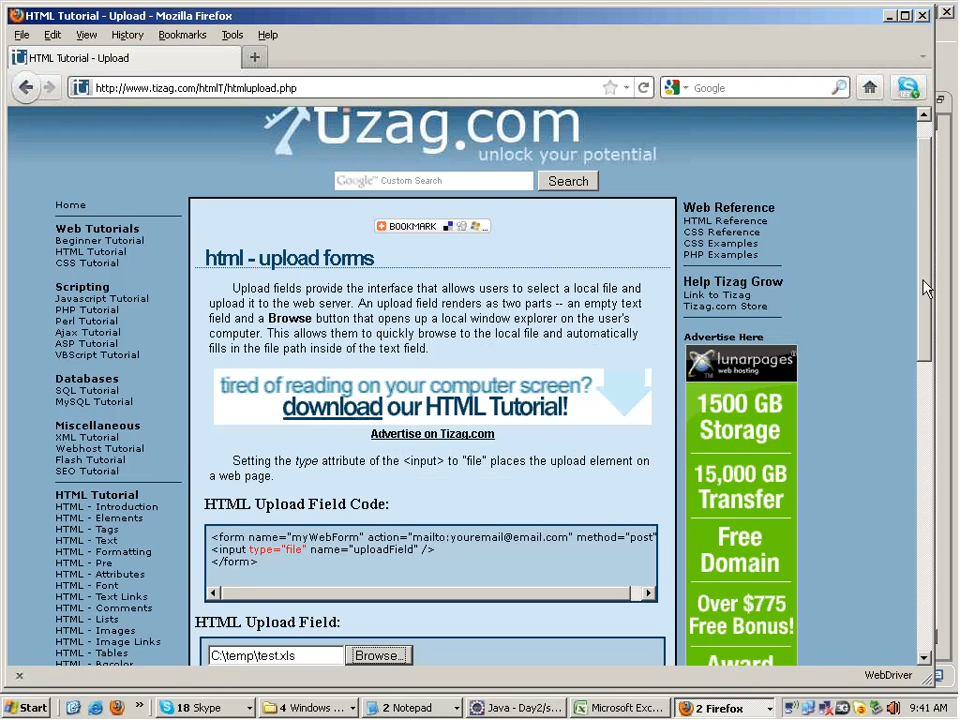 HTML Tutorial - Upload - Mozilla Firefox
File Edit View History Bookmarks Tools Help
HTML Tutorial - Upload
http://www.tizag.com/htmlT/htmlupload.php
Google
tizag.com
unlock your potential
Google™ Custom Search
Search
Home
Web Tutorials
Beginner Tutorial
HTML Tutorial
CSS Tutorial
Scripting
Javascript Tutorial
PHP Tutorial
Perl Tutorial
Ajax Tutorial
ASP Tutorial
VBScript Tutorial
Databases
SQL Tutorial
MySQL Tutorial
Miscellaneous
XML Tutorial
Webhost Tutorial
Flash Tutorial
SEO Tutorial
HTML Tutorial
HTML - Introduction
HTML - Elements
HTML - Tags
HTML - Text
HTML - Formatting
HTML - Pre
HTML - Attributes
HTML - Font
HTML - Text Links
HTML - Comments
HTML - Lists
HTML - Images
HTML - Image Links
HTML - Tables
HTML - Bgcolor
BOOKMARK
html - upload forms
Upload fields provide the interface that allows users to select a local file and
upload it to the web server. An upload field renders as two parts -- an empty text
field and a Browse button that opens up a local window explorer on the user's
computer. This allows them to quickly browse to the local file and automatically
fills in the file path inside of the text field.
tired of reading on your computer screen?
download our HTML Tutorial!
Advertise on Tizag.com
Setting the type attribute of the <input> to "file" places the upload element on
a web page.
HTML Upload Field Code:
<form name="myWebForm" action="mailto:youremail@email.com" method="post"
<input type="file" name="uploadField" />
</form>
HTML Upload Field:
C:\temp\test.xls
Browse...
Web Reference
HTML Reference
CSS Reference
CSS Examples
PHP Examples
Help Tizag Grow
Link to Tizag
Tizag.com Store
Advertise Here
lunarpages
web hosting
1500 GB
Storage
15,000 GB
Transfer
Free
Domain
Over $775
Free Bonus!
Award
WebDriver
Start
18 Skype
4 Windows ...
2 Notepad
Java - Day2/s...
Microsoft Exc...
2 Firefox
9:41 AM